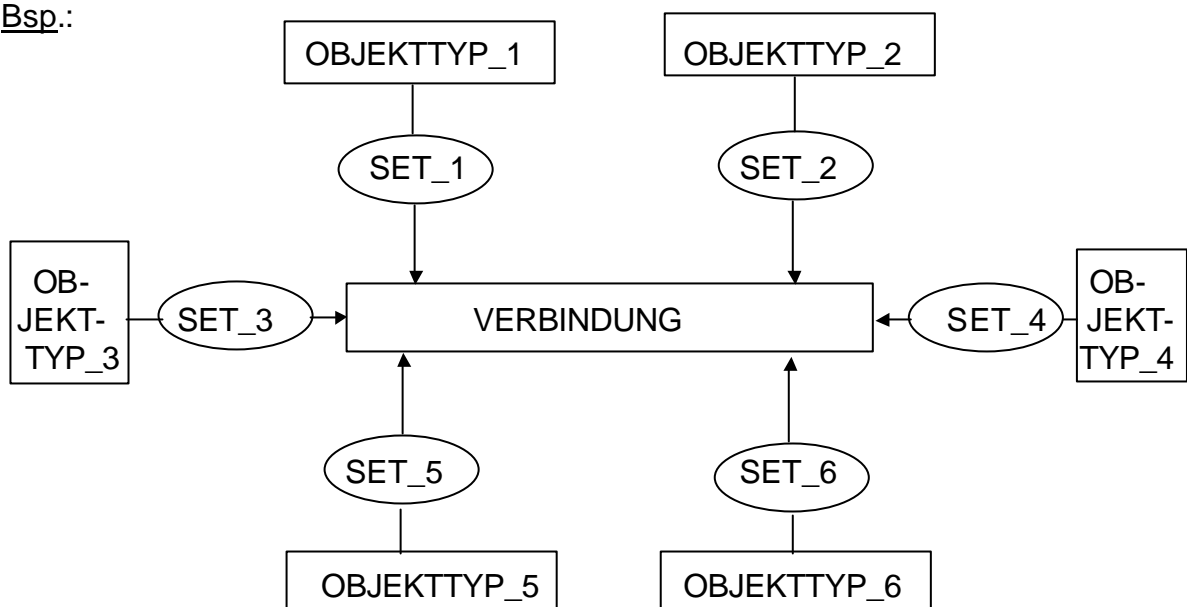 Bsp.:
OBJEKTTYP_1
OBJEKTTYP_2
SET_1
SET_2
OB-
JEKT-
TYP_3
SET_3
VERBINDUNG
SET_4
OB-
JEKT-
TYP_4
SET_5
SET_6
OBJEKTTYP_5
OBJEKTTYP_6